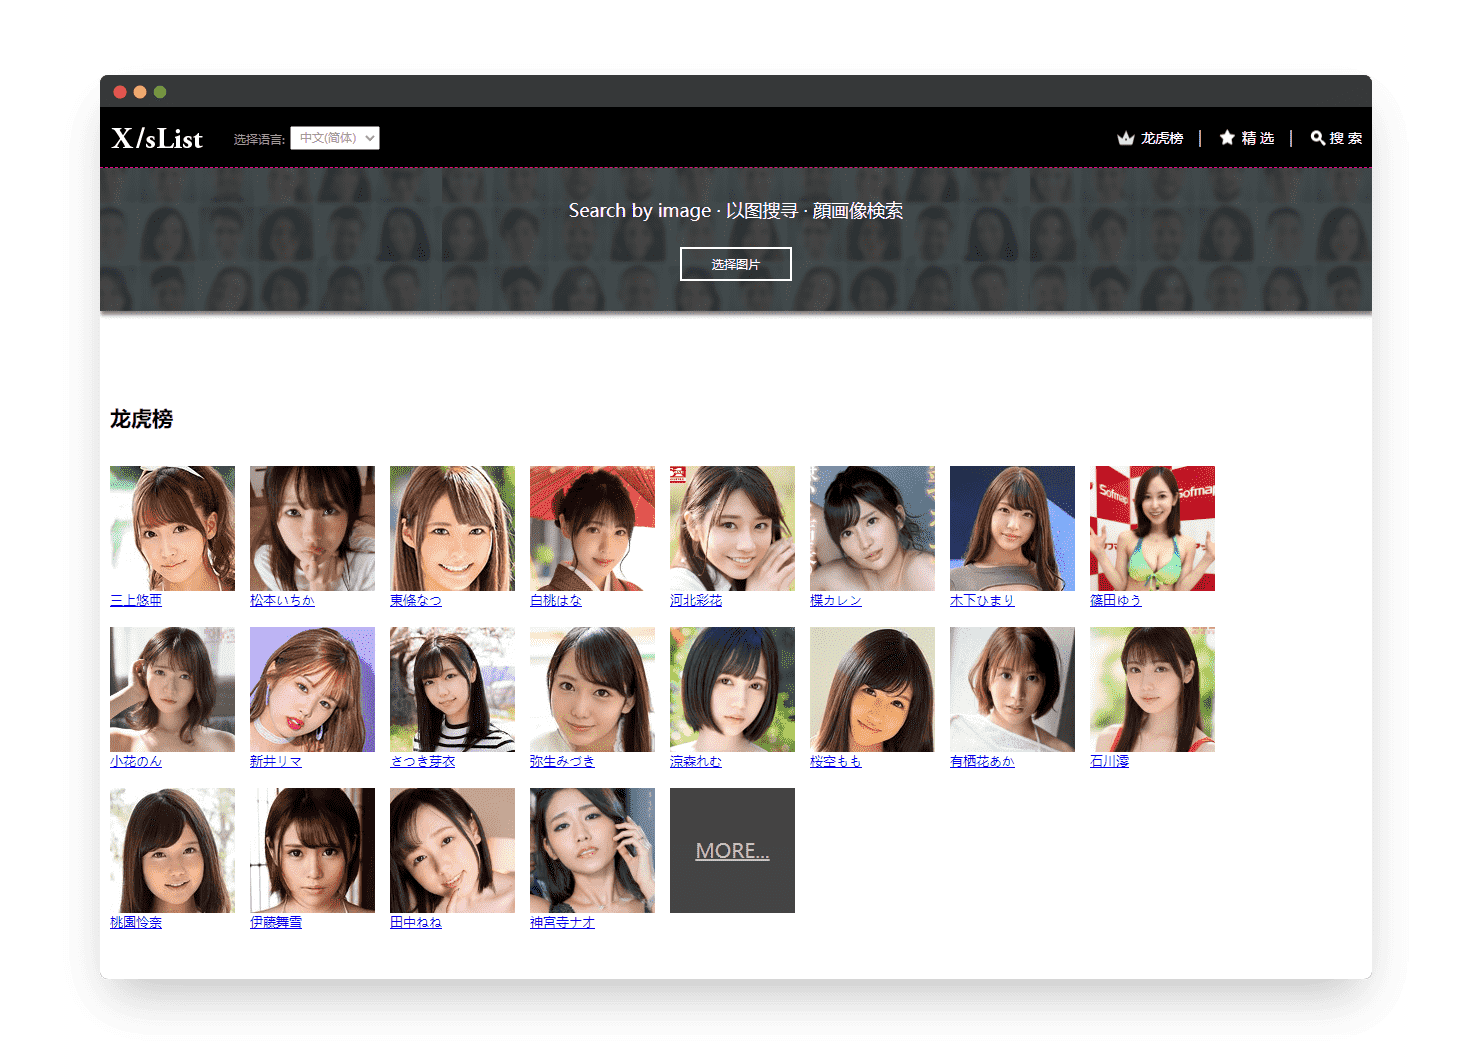 X/sList 选择语言: 中文(简体) 龙虎榜 | 精 选 | 搜 索
Search by image · 以图搜寻 · 顔画像検索
选择图片
龙虎榜
Sofmap Sofmap
三上悠亜 松本いちか 東條なつ 白桃はな 河北彩花 楪カレン 木下ひまり 篠田ゆう
小花のん 新井リマ さつき芽衣 弥生みづき 涼森れむ 桜空もも 有栖花あか 石川澪
桃園怜奈 伊藤舞雪 田中ねね 神宮寺ナオ MORE...